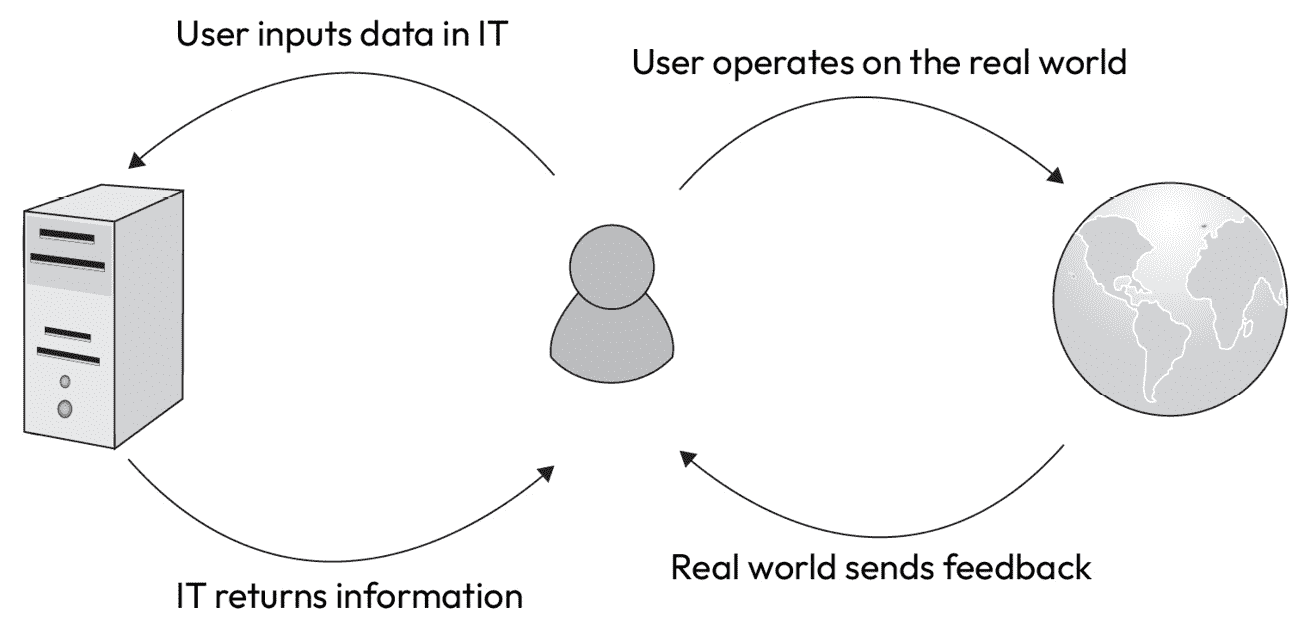 User inputs data in IT
User operates on the real world
Real world sends feedback
IT returns information